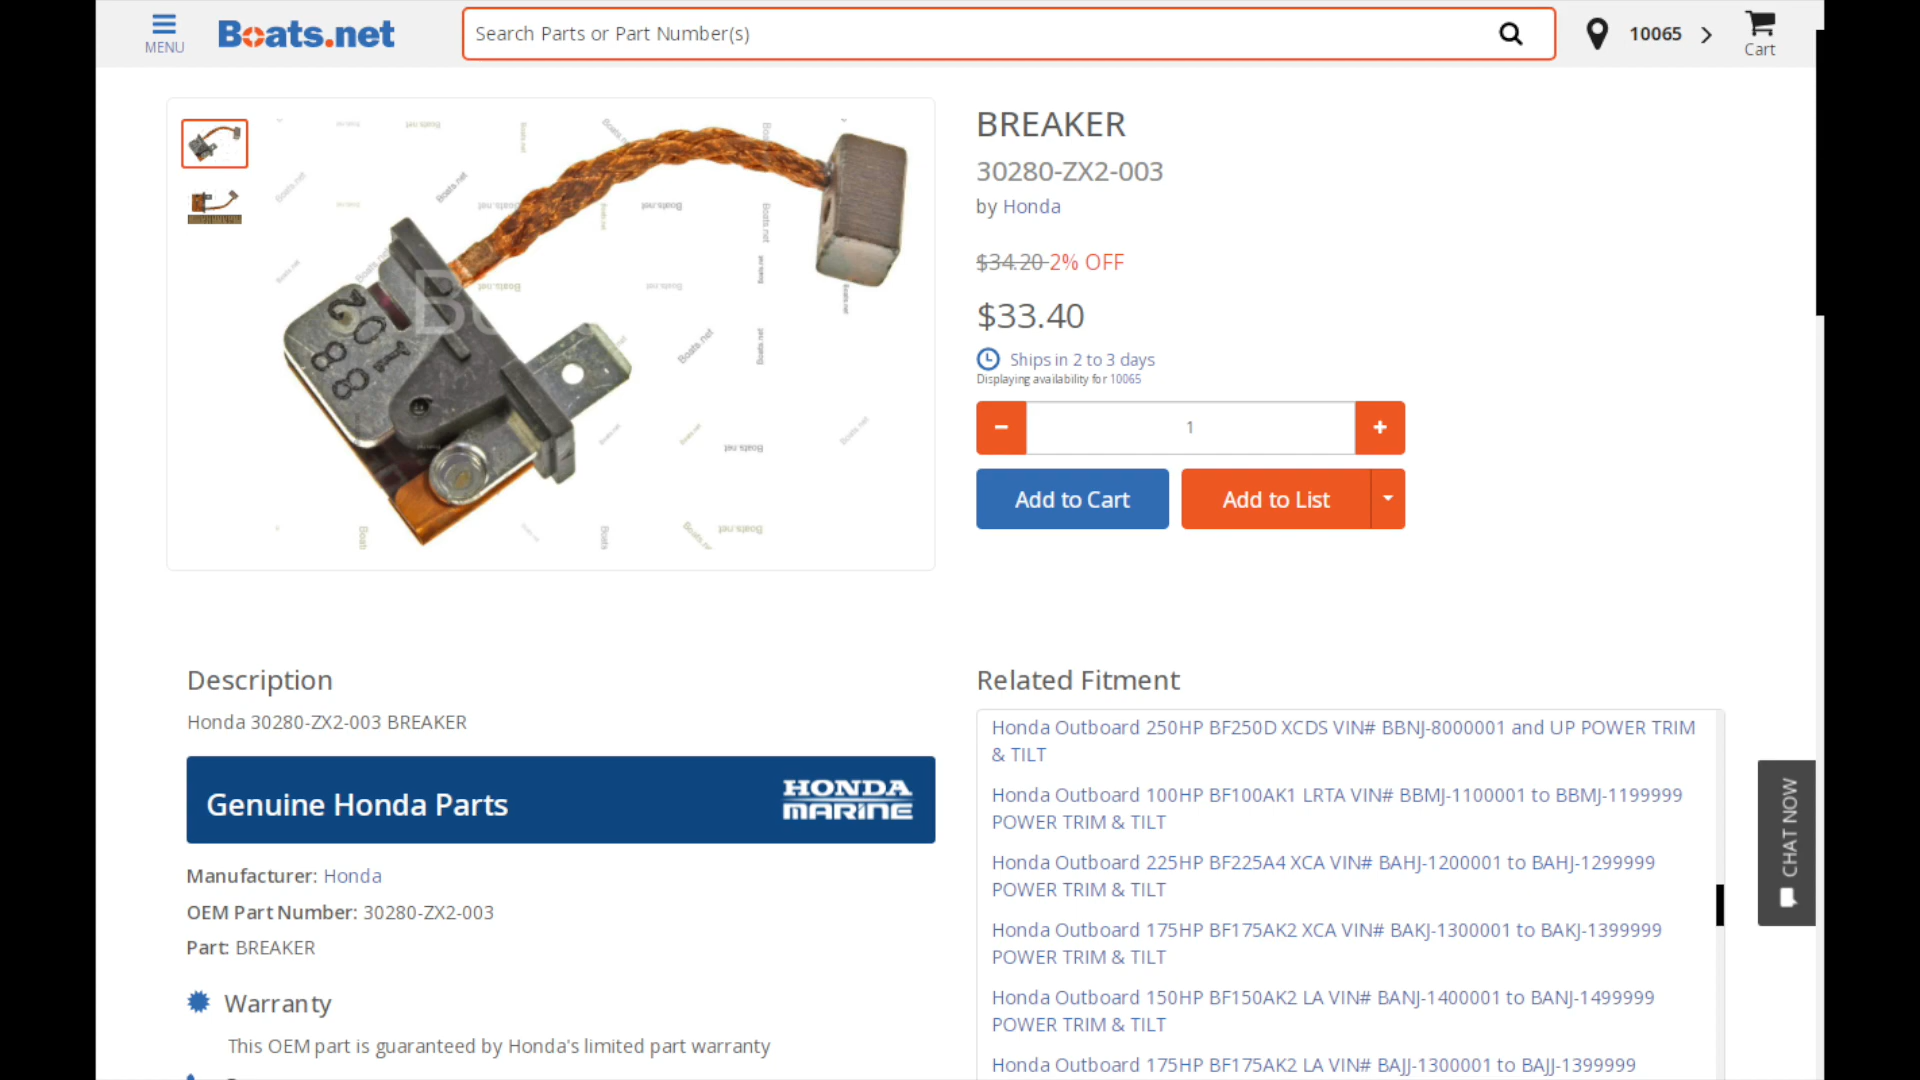 MENU
Boats.net
Search Parts or Part Number(s)
10065
Cart
BREAKER
30280-ZX2-003
by Honda
$34.20 2% OFF
$33.40
Ships in 2 to 3 days
Displaying availability for 10065
1
Add to Cart
Add to List
Description
Honda 30280-ZX2-003 BREAKER
Genuine Honda Parts
HONDA
MARINE
Manufacturer: Honda
OEM Part Number: 30280-ZX2-003
Part: BREAKER
Warranty
This OEM part is guaranteed by Honda's limited part warranty
Related Fitment
Honda Outboard 250HP BF250D XCDS VIN# BBNJ-8000001 and UP POWER TRIM
& TILT
Honda Outboard 100HP BF100AK1 LRTA VIN# BBMJ-1100001 to BBMJ-1199999
POWER TRIM & TILT
Honda Outboard 225HP BF225A4 XCA VIN# BAHJ-1200001 to BAHJ-1299999
POWER TRIM & TILT
Honda Outboard 175HP BF175AK2 XCA VIN# BAKJ-1300001 to BAKJ-1399999
POWER TRIM & TILT
Honda Outboard 150HP BF150AK2 LA VIN# BANJ-1400001 to BANJ-1499999
POWER TRIM & TILT
Honda Outboard 175HP BF175AK2 LA VIN# BAJJ-1300001 to BAJJ-1399999
CHAT NOW